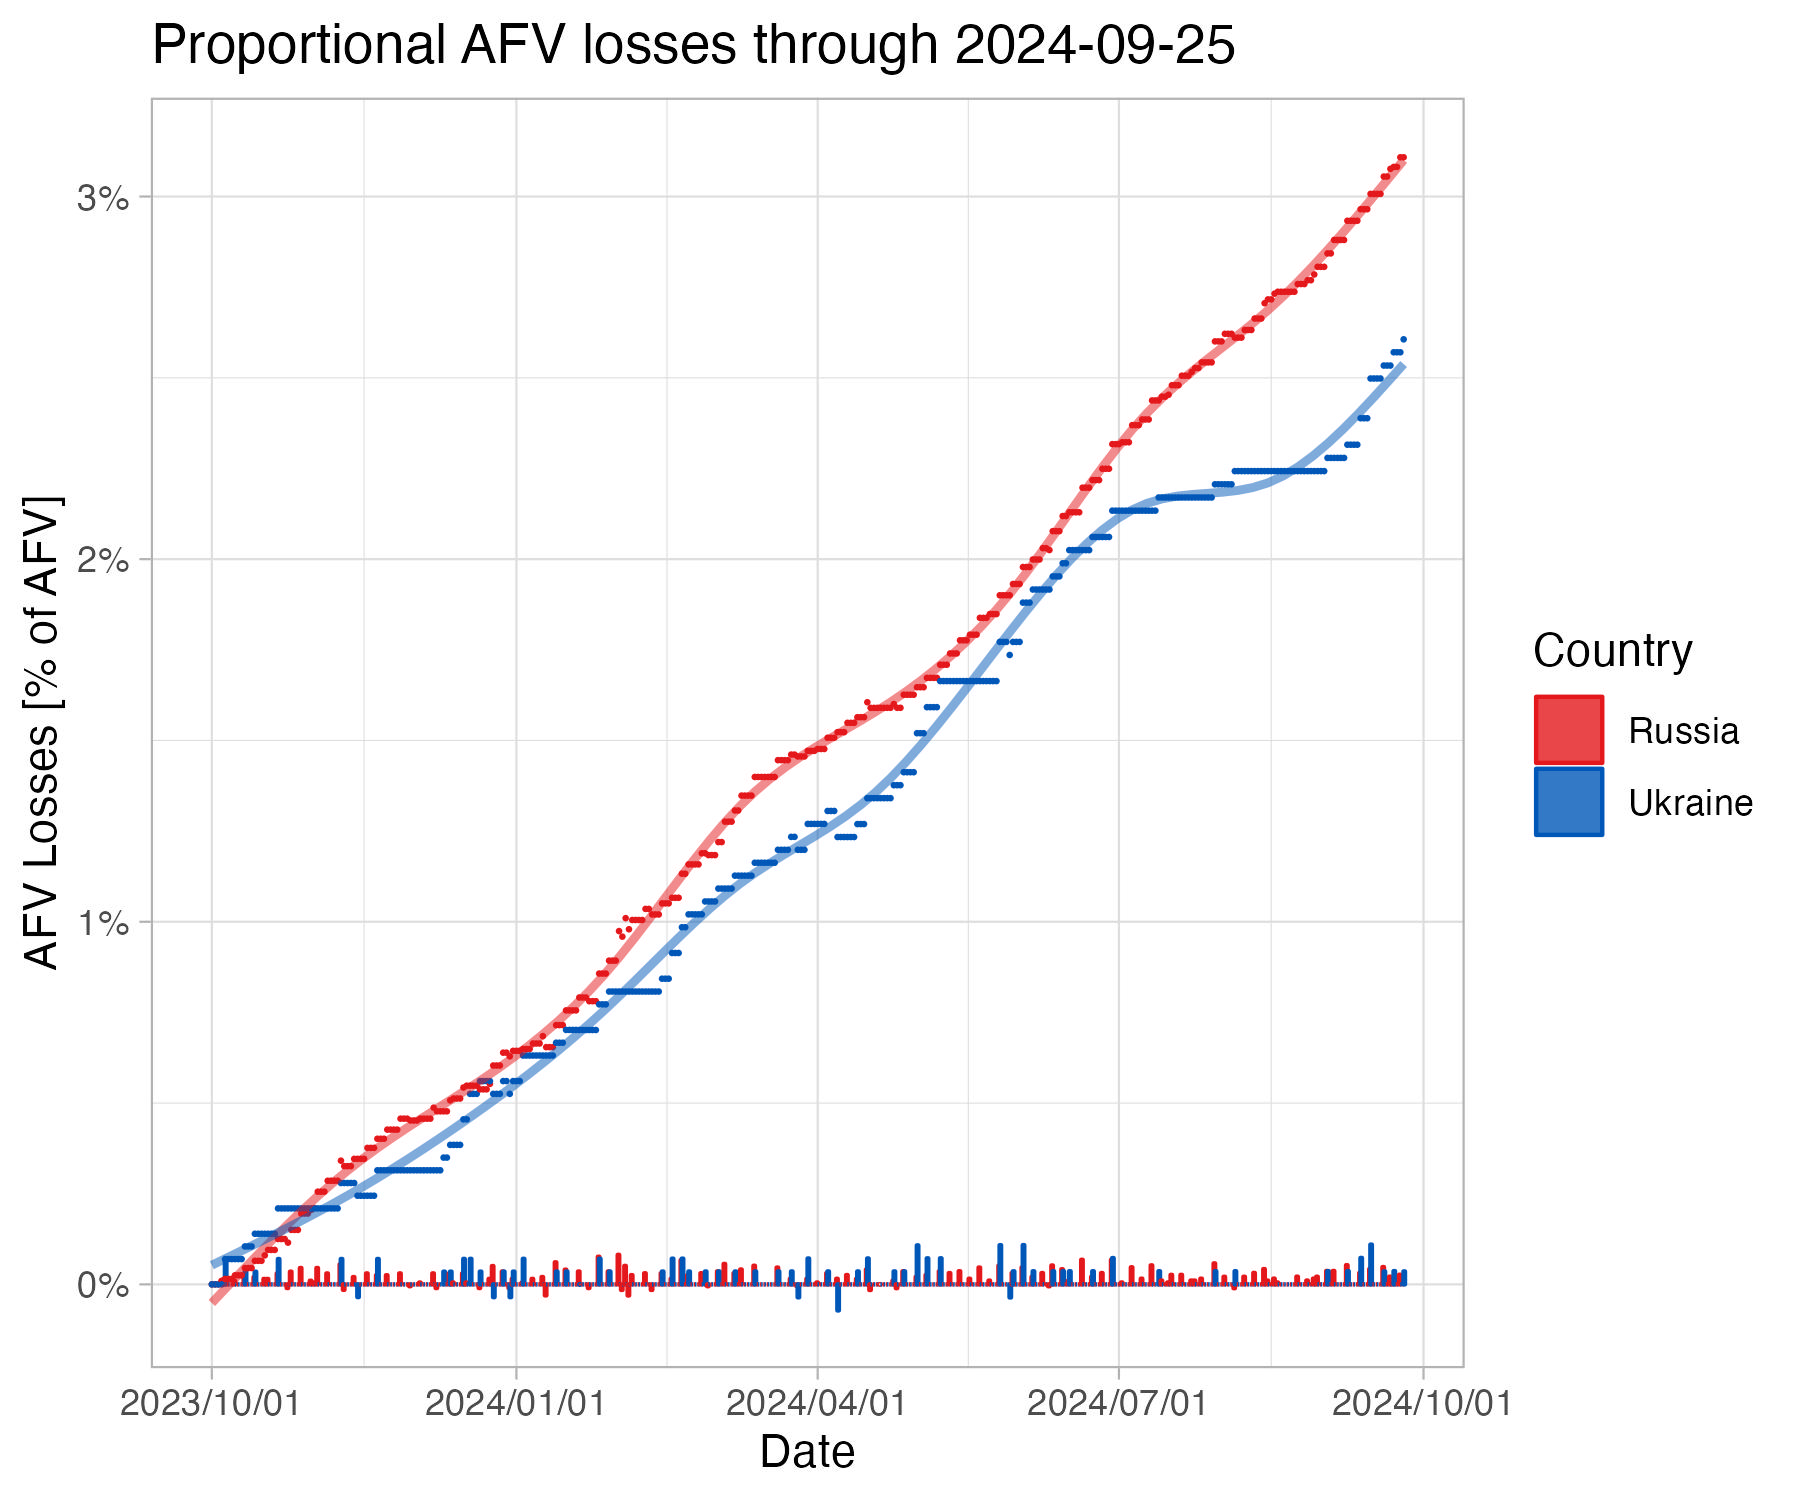 Proportional AFV losses through 2024-09-25
AFV Losses [% of AFV]
3%
2%
1%
0%
2023/10/01
2024/01/01
2024/04/01
2024/07/01
2024/10/01
Date
Country
Russia
Ukraine